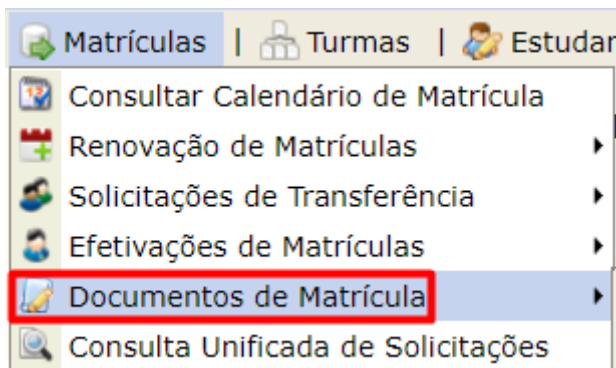 Matrículas | Turmas | Estudar
Consultar Calendário de Matrícula
Renovação de Matrículas
Solicitações de Transferência
Efetivações de Matrículas
Documentos de Matrícula
Consulta Unificada de Solicitações